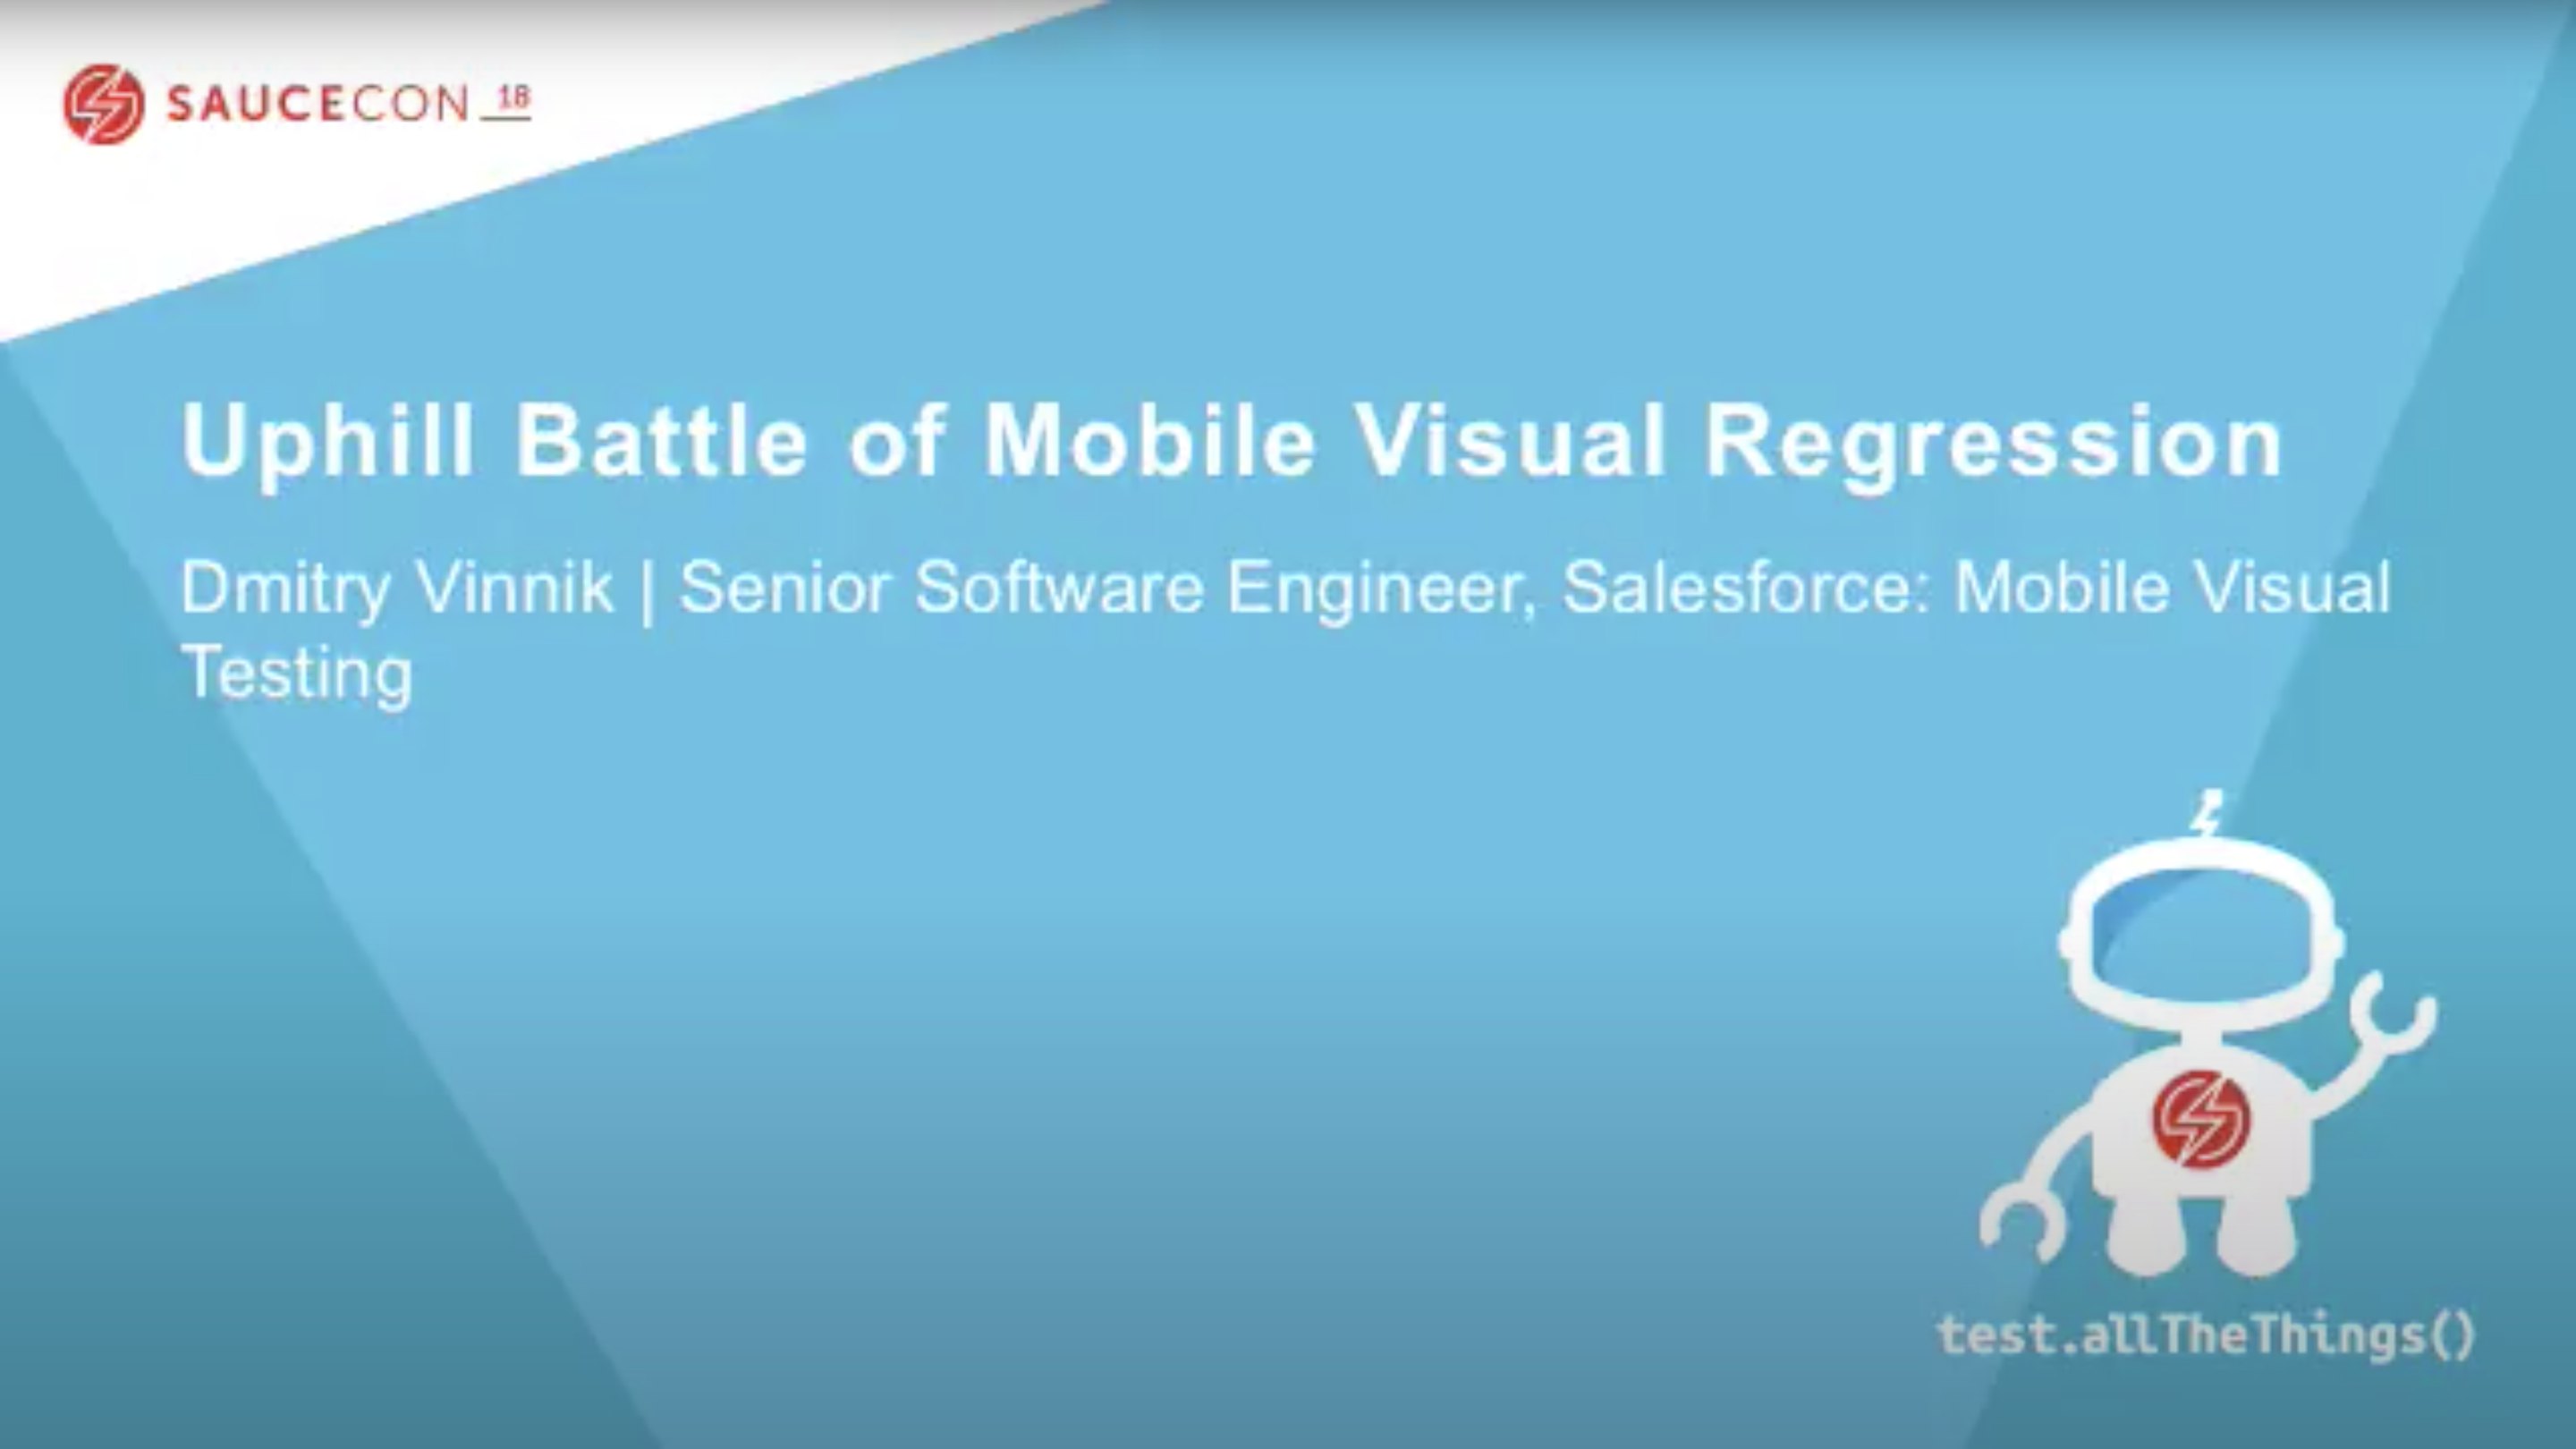 SAUCECON 18
Uphill Battle of Mobile Visual Regression
Dmitry Vinnik | Senior Software Engineer, Salesforce: Mobile Visual
Testing
test.allTheThings()